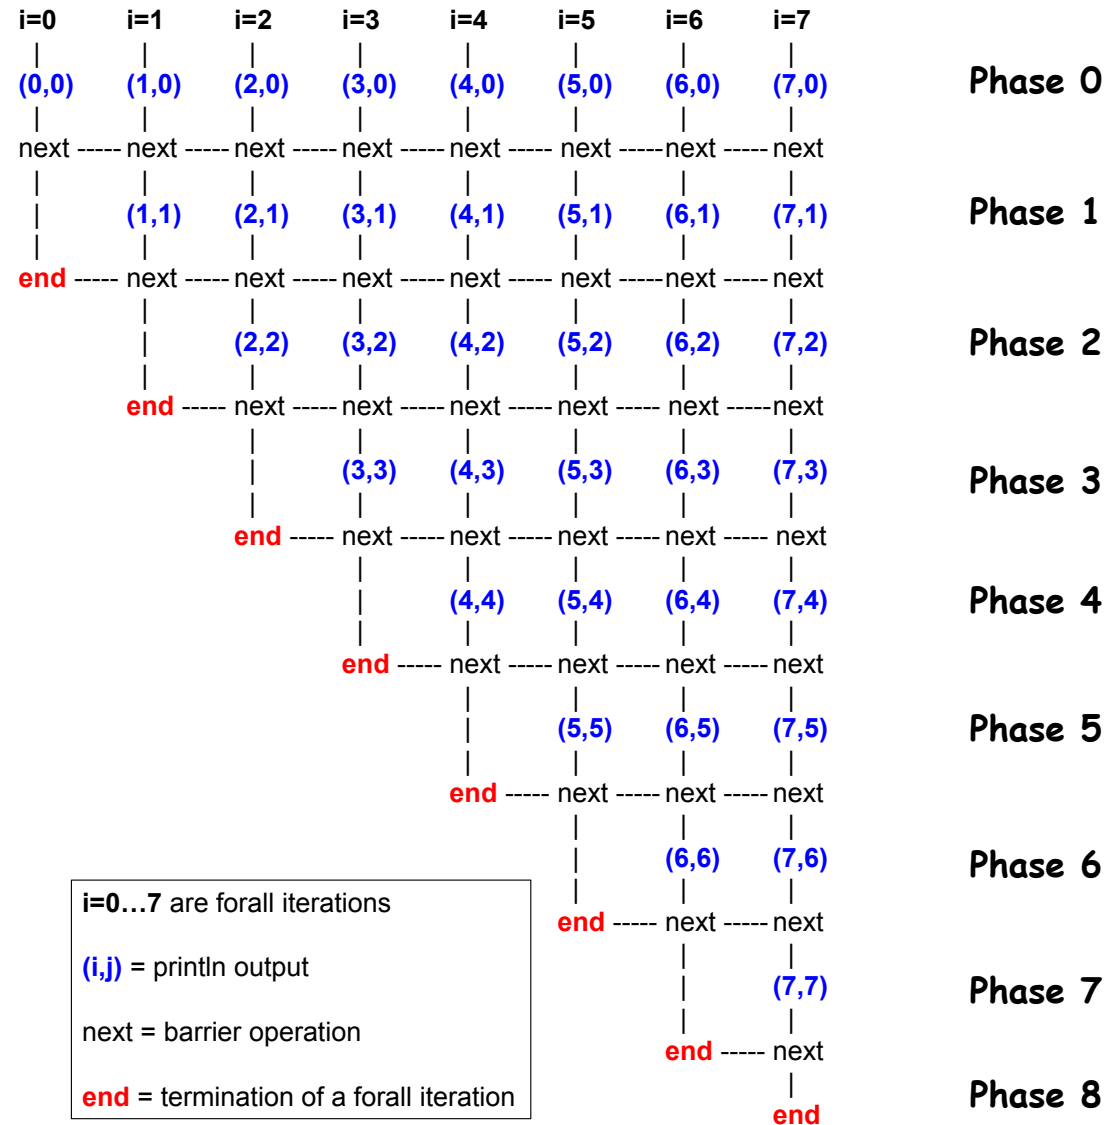 i=0 i=1 i=2 i=3 i=4 i=5 i=6 i=7
| | | | | | | |
(0,0) (1,0) (2,0) (3,0) (4,0) (5,0) (6,0) (7,0) Phase 0
| | | | | | | |
next ----- next ----- next ----- next ----- next ----- next ----- next ----- next
| | | | | | | |
| (1,1) (2,1) (3,1) (4,1) (5,1) (6,1) (7,1) Phase 1
| | | | | | | |
end ----- next ----- next ----- next ----- next ----- next ----- next ----- next
| | | | | | |
| (2,2) (3,2) (4,2) (5,2) (6,2) (7,2) Phase 2
| | | | | | |
end ----- next ----- next ----- next ----- next ----- next ----- next
| | | | | |
| (3,3) (4,3) (5,3) (6,3) (7,3) Phase 3
| | | | | |
end ----- next ----- next ----- next ----- next ----- next
| | | | |
| (4,4) (5,4) (6,4) (7,4) Phase 4
| | | | |
end ----- next ----- next ----- next ----- next
| | | |
| (5,5) (6,5) (7,5) Phase 5
| | | |
end ----- next ----- next ----- next
| | |
| (6,6) (7,6) Phase 6
| | |
end ----- next ----- next
| |
| (7,7) Phase 7
| |
end ----- next
|
end Phase 8
i=0…7 are forall iterations
(i,j) = println output
next = barrier operation
end = termination of a forall iteration